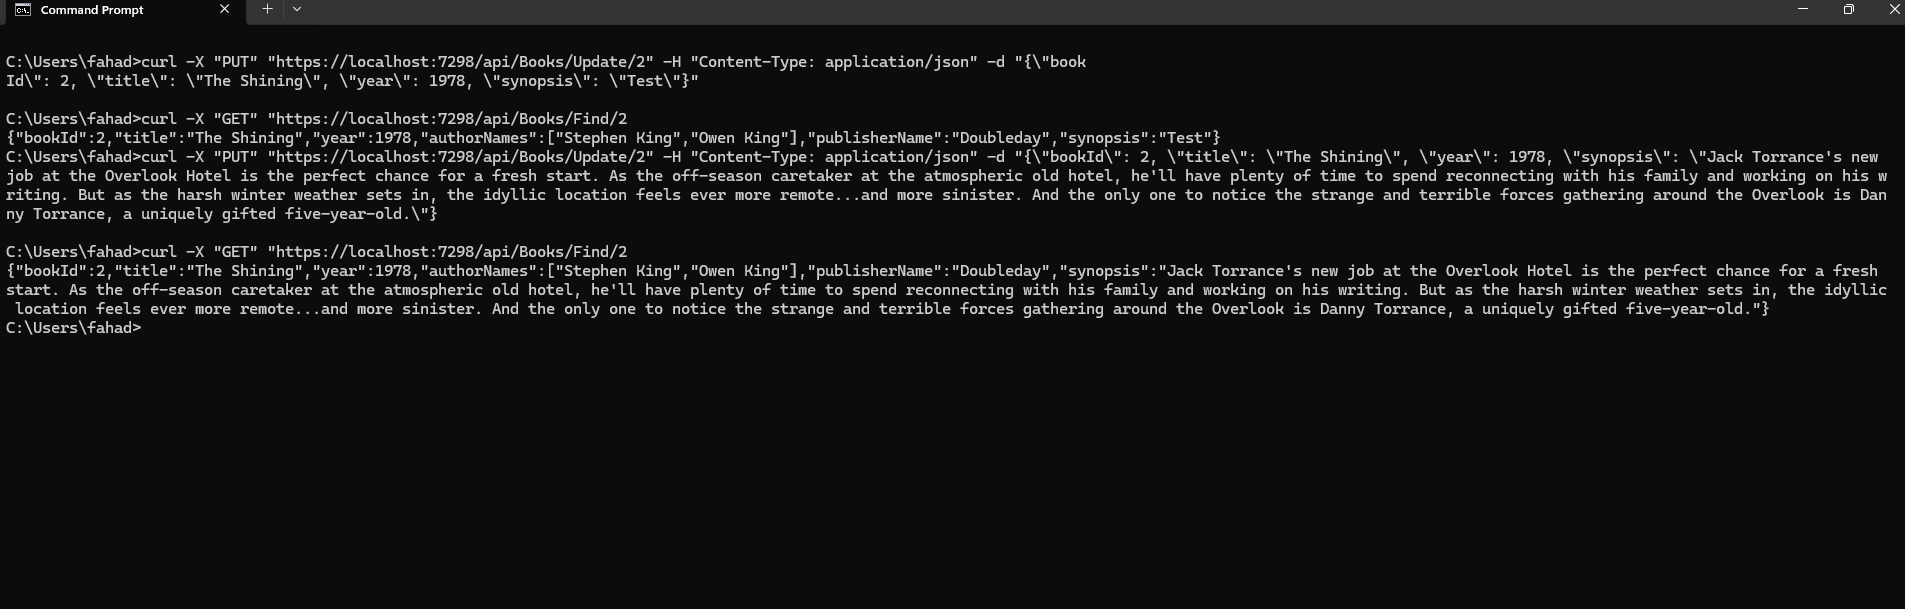 Command Prompt
C:\Users\fahad>curl -X "PUT" "https://localhost:7298/api/Books/Update/2" -H "Content-Type: application/json" -d "{\"book
Id\": 2, \"title\": \"The Shining\", \"year\": 1978, \"synopsis\": \"Test\"}"
C:\Users\fahad>curl -X "GET" "https://localhost:7298/api/Books/Find/2
{"bookId":2,"title":"The Shining","year":1978,"authorNames":["Stephen King","Owen King"],"publisherName":"Doubleday","synopsis":"Test"}
C:\Users\fahad>curl -X "PUT" "https://localhost:7298/api/Books/Update/2" -H "Content-Type: application/json" -d "{\"bookId\": 2, \"title\": \"The Shining\", \"year\": 1978, \"synopsis\": \"Jack Torrance's new
job at the Overlook Hotel is the perfect chance for a fresh start. As the off-season caretaker at the atmospheric old hotel, he'll have plenty of time to spend reconnecting with his family and working on his w
riting. But as the harsh winter weather sets in, the idyllic location feels ever more remote...and more sinister. And the only one to notice the strange and terrible forces gathering around the Overlook is Dan
ny Torrance, a uniquely gifted five-year-old.\"}
C:\Users\fahad>curl -X "GET" "https://localhost:7298/api/Books/Find/2
{"bookId":2,"title":"The Shining","year":1978,"authorNames":["Stephen King","Owen King"],"publisherName":"Doubleday","synopsis":"Jack Torrance's new job at the Overlook Hotel is the perfect chance for a fresh
start. As the off-season caretaker at the atmospheric old hotel, he'll have plenty of time to spend reconnecting with his family and working on his writing. But as the harsh winter weather sets in, the idyllic
location feels ever more remote...and more sinister. And the only one to notice the strange and terrible forces gathering around the Overlook is Danny Torrance, a uniquely gifted five-year-old."}
C:\Users\fahad>